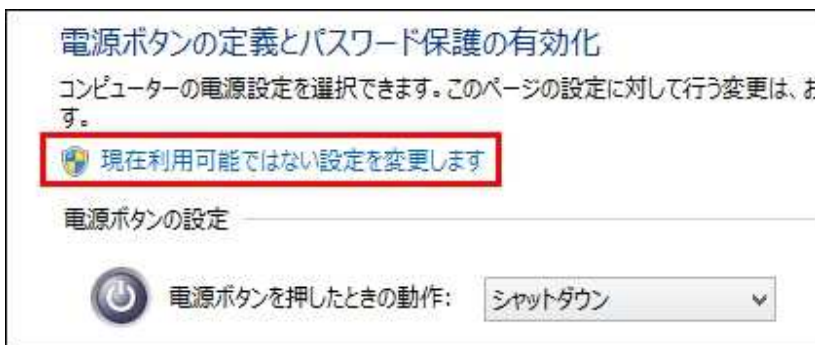 電源ボタンの定義とパスワード保護の有効化
コンピューターの電源設定を選択できます。このページの設定に対して行う変更は、お
す。
現在利用可能ではない設定を変更します
電源ボタンの設定
電源ボタンを押したときの動作: シャットダウン